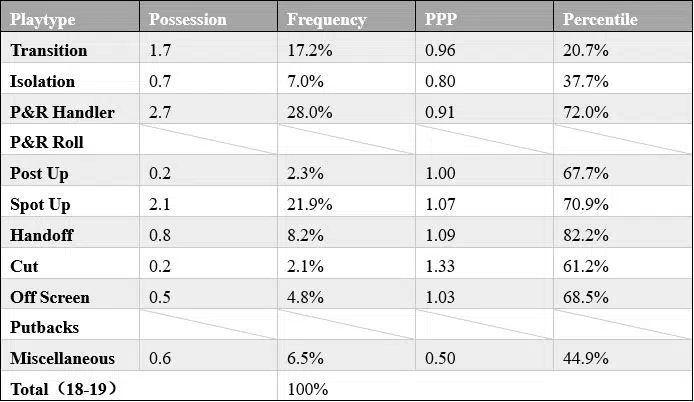 Playtype Possession Frequency PPP Percentile
Transition 1.7 17.2% 0.96 20.7%
Isolation 0.7 7.0% 0.80 37.7%
P&R Handler 2.7 28.0% 0.91 72.0%
P&R Roll
Post Up 0.2 2.3% 1.00 67.7%
Spot Up 2.1 21.9% 1.07 70.9%
Handoff 0.8 8.2% 1.09 82.2%
Cut 0.2 2.1% 1.33 61.2%
Off Screen 0.5 4.8% 1.03 68.5%
Putbacks
Miscellaneous 0.6 6.5% 0.50 44.9%
Total（18-19） 100%